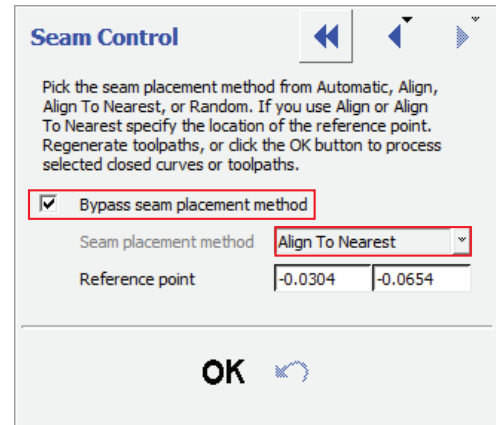 Seam Control
Pick the seam placement method from Automatic, Align,
Align To Nearest, or Random. If you use Align or Align
To Nearest specify the location of the reference point.
Regenerate toolpaths, or click the OK button to process
selected closed curves or toolpaths.
Bypass seam placement method
Seam placement method Align To Nearest
Reference point -0.0304 -0.0654
OK